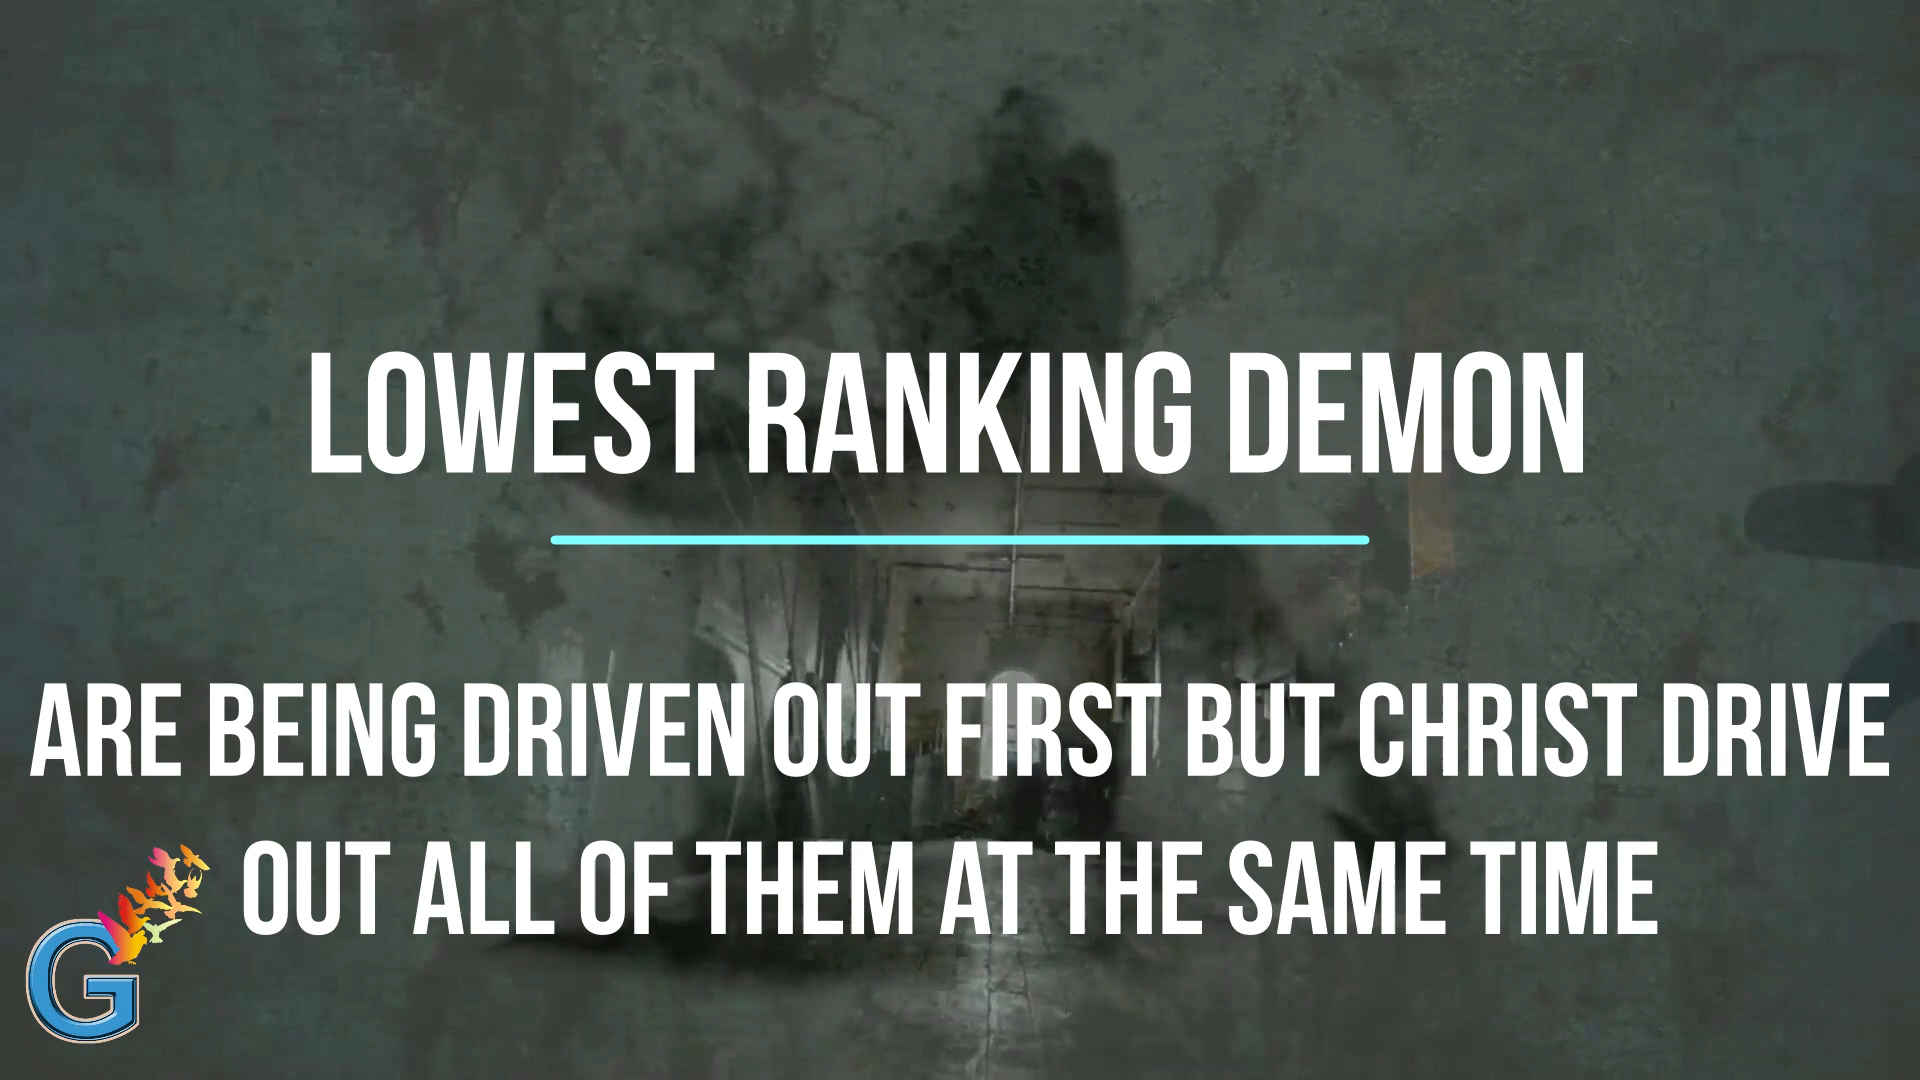 LOWEST RANKING DEMON
ARE BEING DRIVEN OUT FIRST BUT CHRIST DRIVE
OUT ALL OF THEM AT THE SAME TIME
G